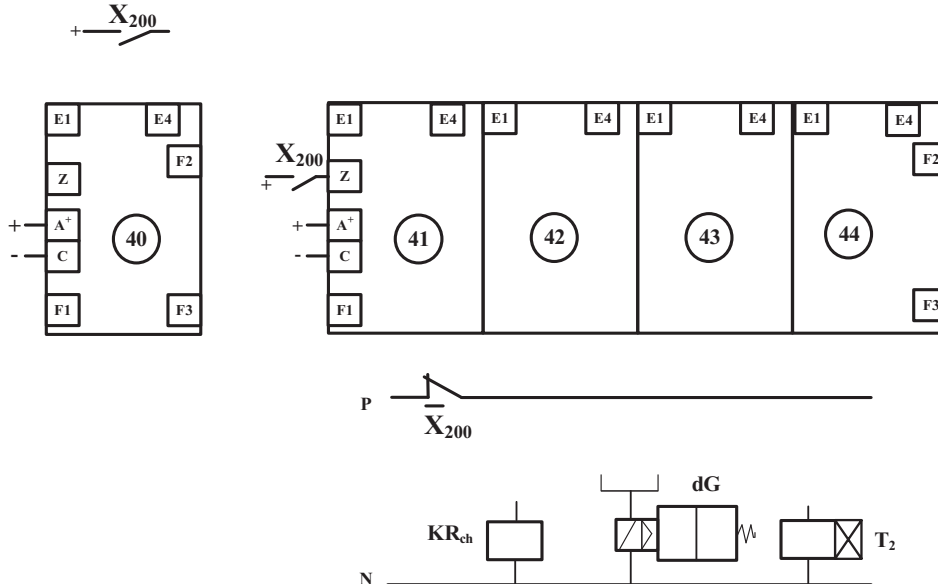 X200
+
E1 E4 E1 E4 E1 E4 E1 E4 E1 E4
F2 F2
X200
Z + Z
+ A+ + A+
40 41 42 43 44
- C - C
F1 F3 F1 F3
P
X̅200
dG
KRch T2
N